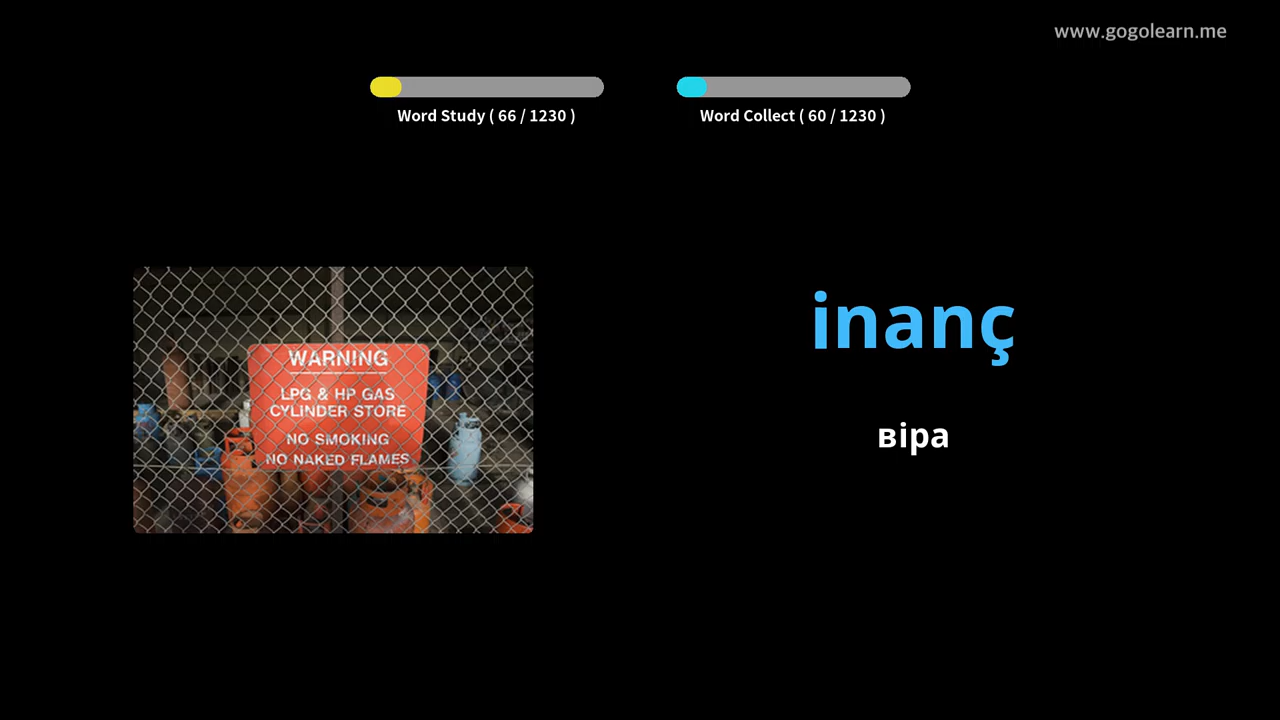 www.gogolearn.me
Word Study ( 66 / 1230 )
Word Collect ( 60 / 1230 )
WARNING
LPG & HP GAS
CYLINDER STORE
NO SMOKING
NO NAKED FLAMES
inanç
віра